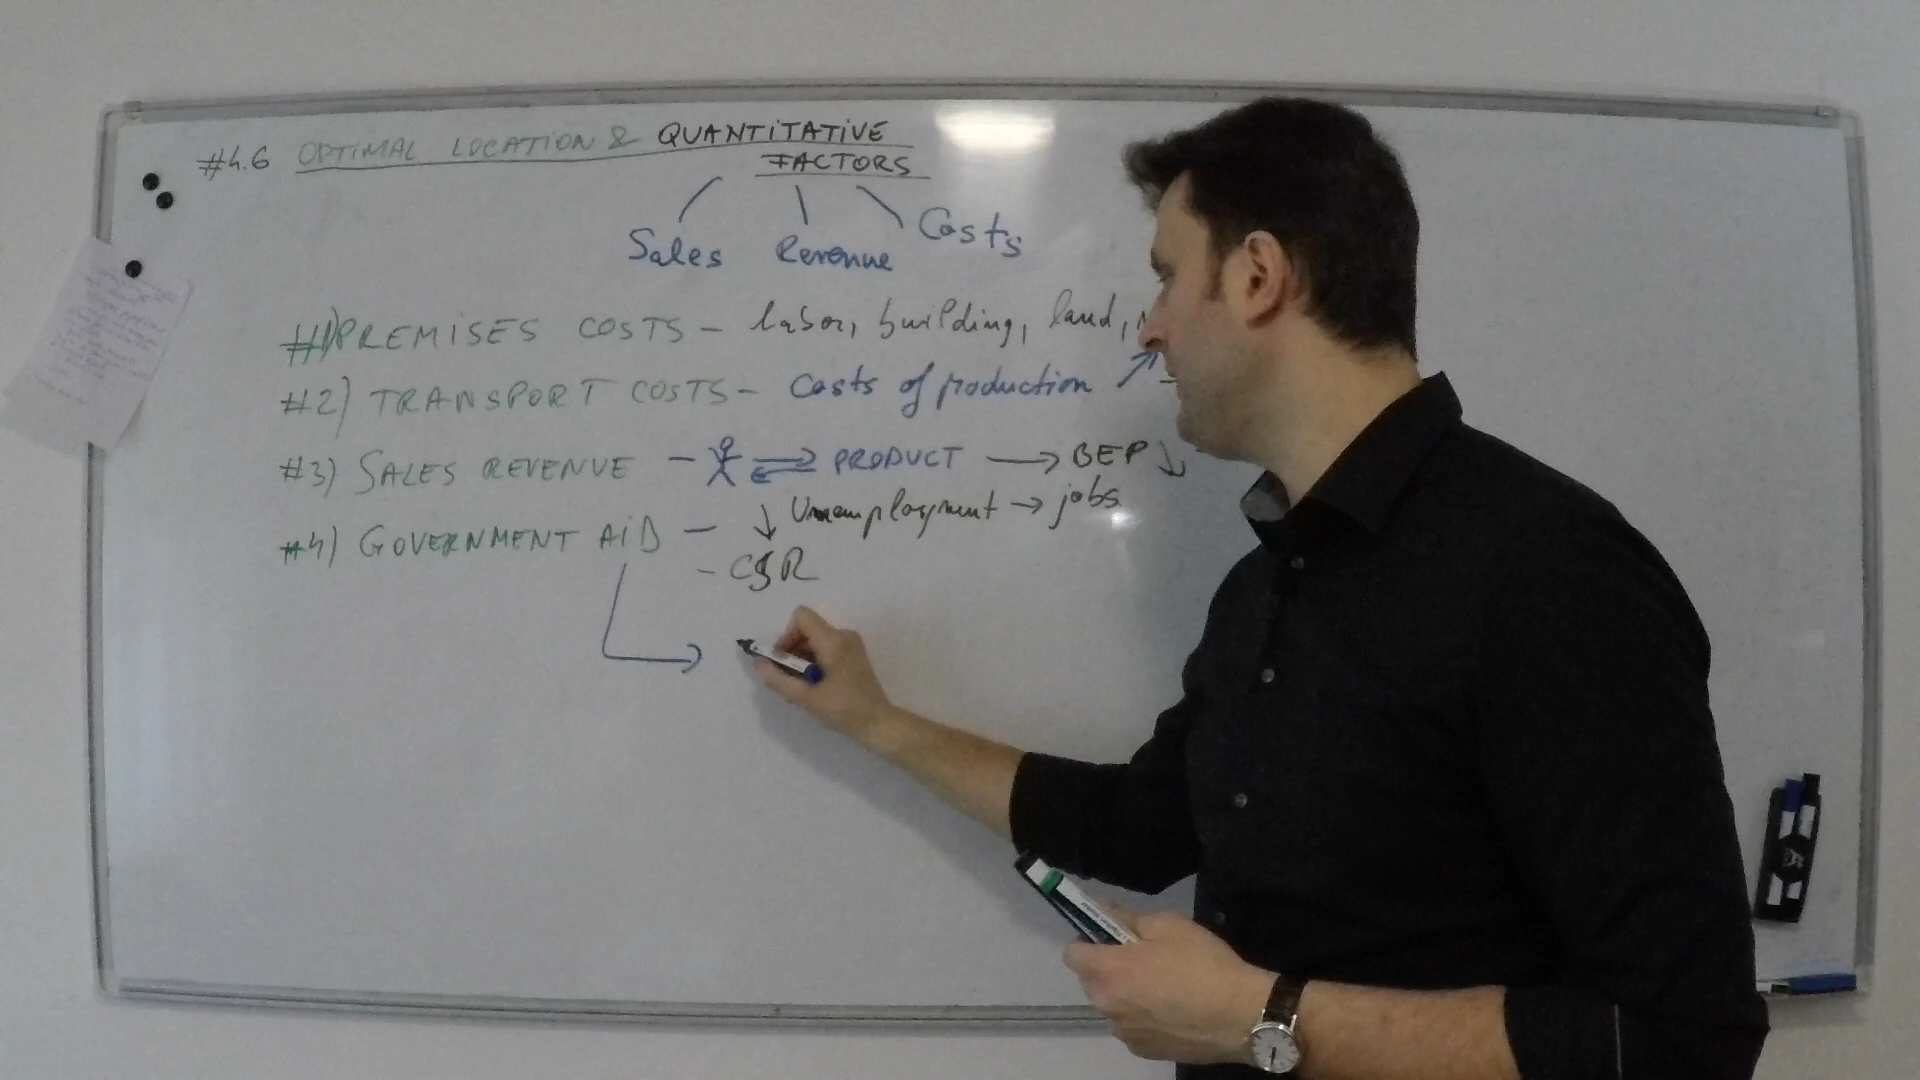 #4.6 OPTIMAL LOCATION & QUANTITATIVE
FACTORS
Sales Revenue Costs
#1) PREMISES COSTS - labor, building, land,
#2) TRANSPORT COSTS - Costs of production
#3) SALES REVENUE - PRODUCT → BEP ↓
#4) GOVERNMENT AID - ↓ Unemployment → jobs
- CSR